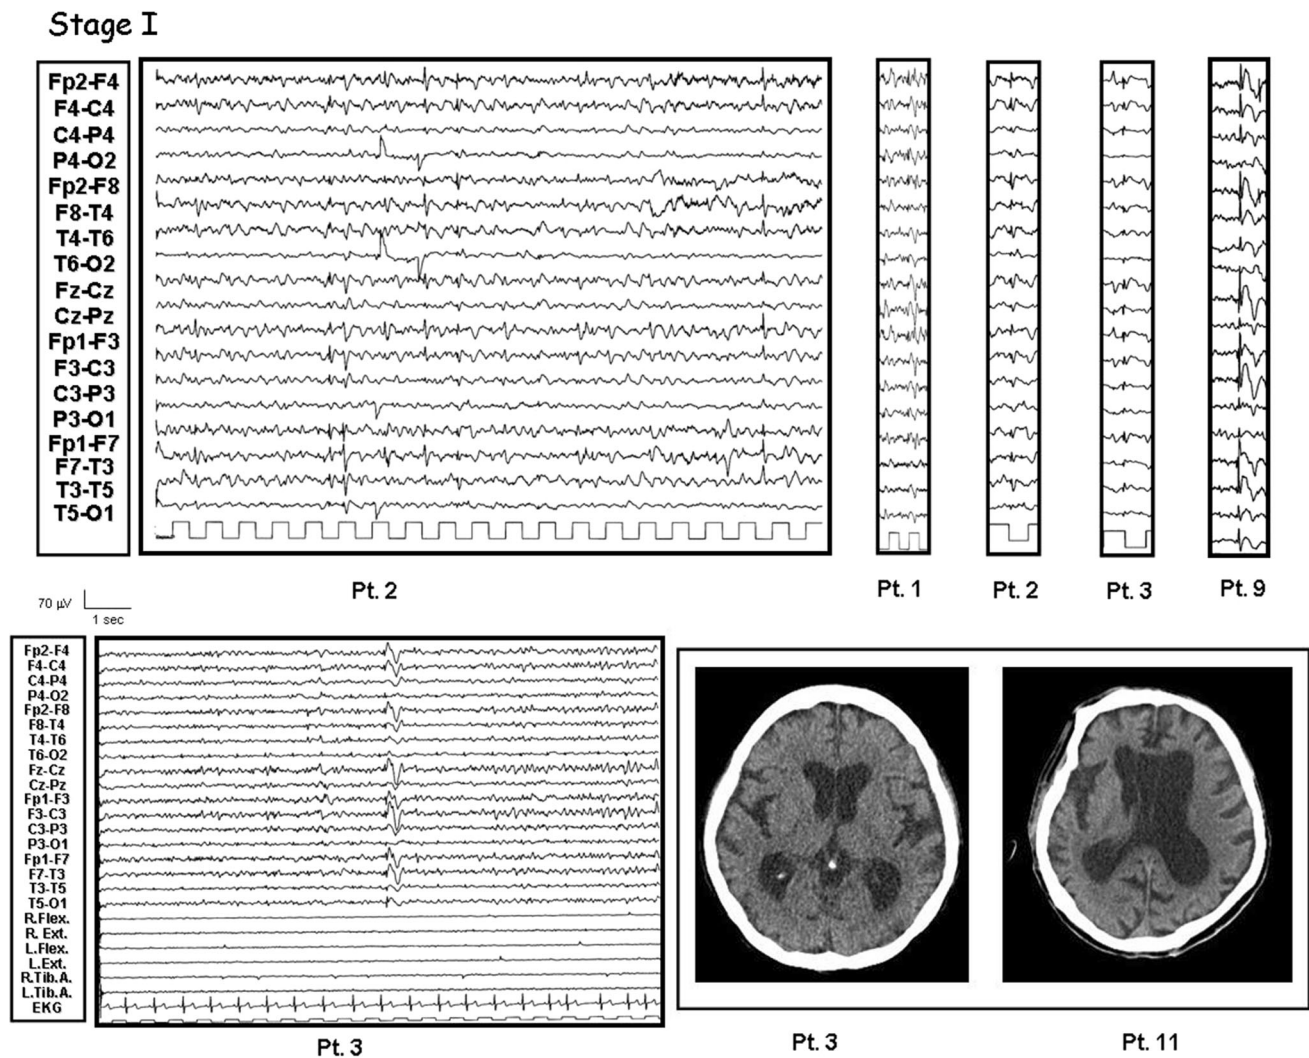 Stage I
Fp2-F4
F4-C4
C4-P4
P4-O2
Fp2-F8
F8-T4
T4-T6
T6-O2
Fz-Cz
Cz-Pz
Fp1-F3
F3-C3
C3-P3
P3-O1
Fp1-F7
F7-T3
T3-T5
T5-O1
Pt. 2
Pt. 1
Pt. 2
Pt. 3
Pt. 9
70 µV
1 sec
Fp2-F4
F4-C4
C4-P4
P4-O2
Fp2-F8
F8-T4
T4-T6
T6-O2
Fz-Cz
Cz-Pz
Fp1-F3
F3-C3
C3-P3
P3-O1
Fp1-F7
F7-T3
T3-T5
T5-O1
R.Flex.
R. Ext.
L.Flex.
L.Ext.
R.Tib.A.
L.Tib.A.
EKG
Pt. 3
Pt. 3
Pt. 11